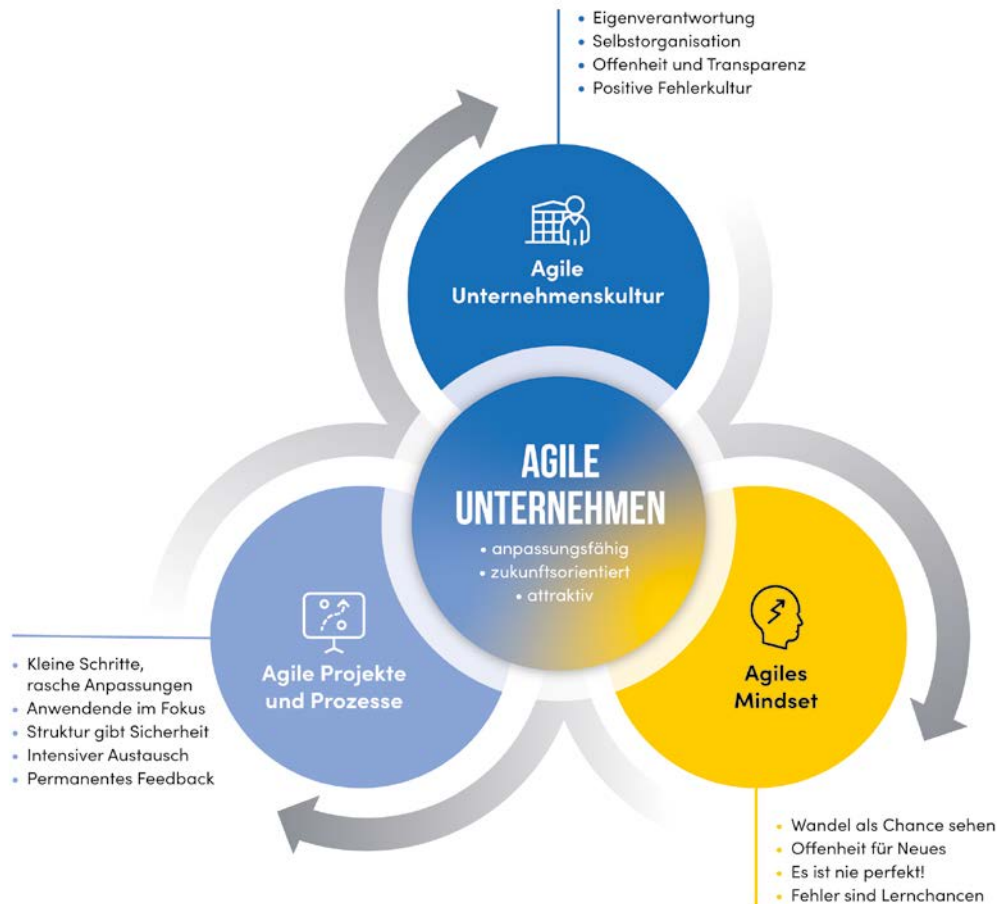 • Eigenverantwortung
• Selbstorganisation
• Offenheit und Transparenz
• Positive Fehlerkultur
Agile
Unternehmenskultur
AGILE
UNTERNEHMEN
• anpassungsfähig
• zukunftsorientiert
• attraktiv
Agile Projekte
und Prozesse
• Kleine Schritte,
rasche Anpassungen
• Anwendende im Fokus
• Struktur gibt Sicherheit
• Intensiver Austausch
• Permanentes Feedback
Agiles
Mindset
• Wandel als Chance sehen
• Offenheit für Neues
• Es ist nie perfekt!
• Fehler sind Lernchancen